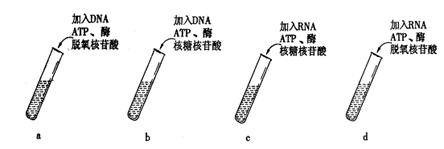 加入DNA
ATP、酶
脱氧核苷酸
加入DNA
ATP、酶
核糖核苷酸
加入RNA
ATP、酶
核糖核苷酸
加入RNA
ATP、酶
脱氧核苷酸
a
b
c
d